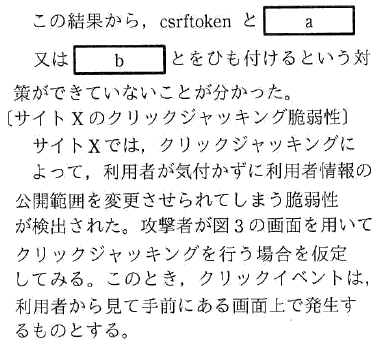 この結果から，csrftoken と a
又は b とをひも付けるという対
策ができていないことが分かった。
〔サイトXのクリックジャッキング脆弱性〕
サイトXでは，クリックジャッキングに
よって，利用者が気付かずに利用者情報の
公開範囲を変更させられてしまう脆弱性
が検出された。攻撃者が図3の画面を用いて
クリックジャッキングを行う場合を仮定
してみる。このとき，クリックイベントは，
利用者から見て手前にある画面上で発生す
るものとする。